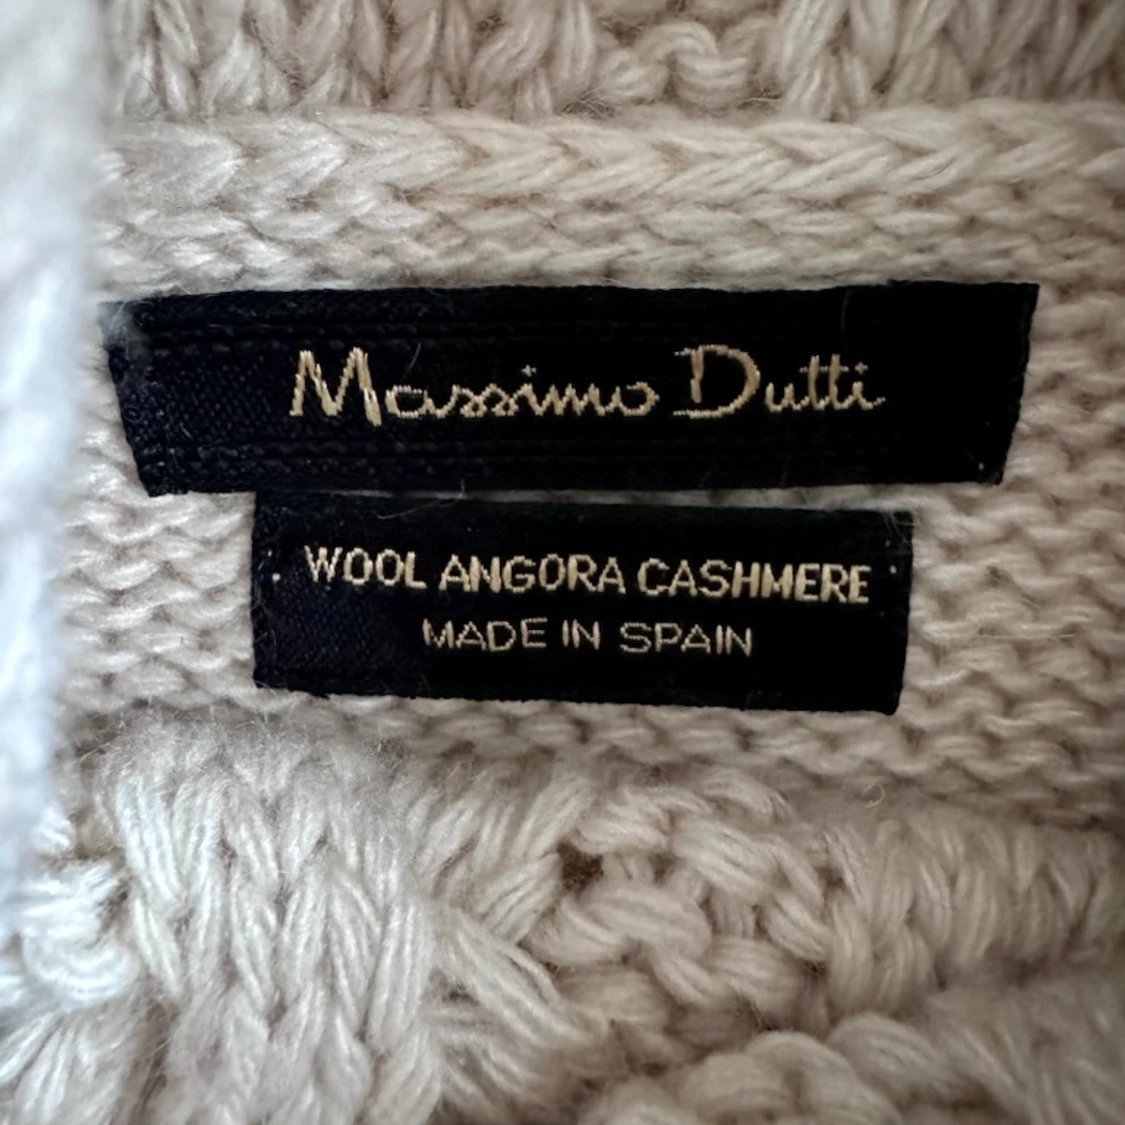 Massimo Dutti
WOOL ANGORA CASHMERE
MADE IN SPAIN